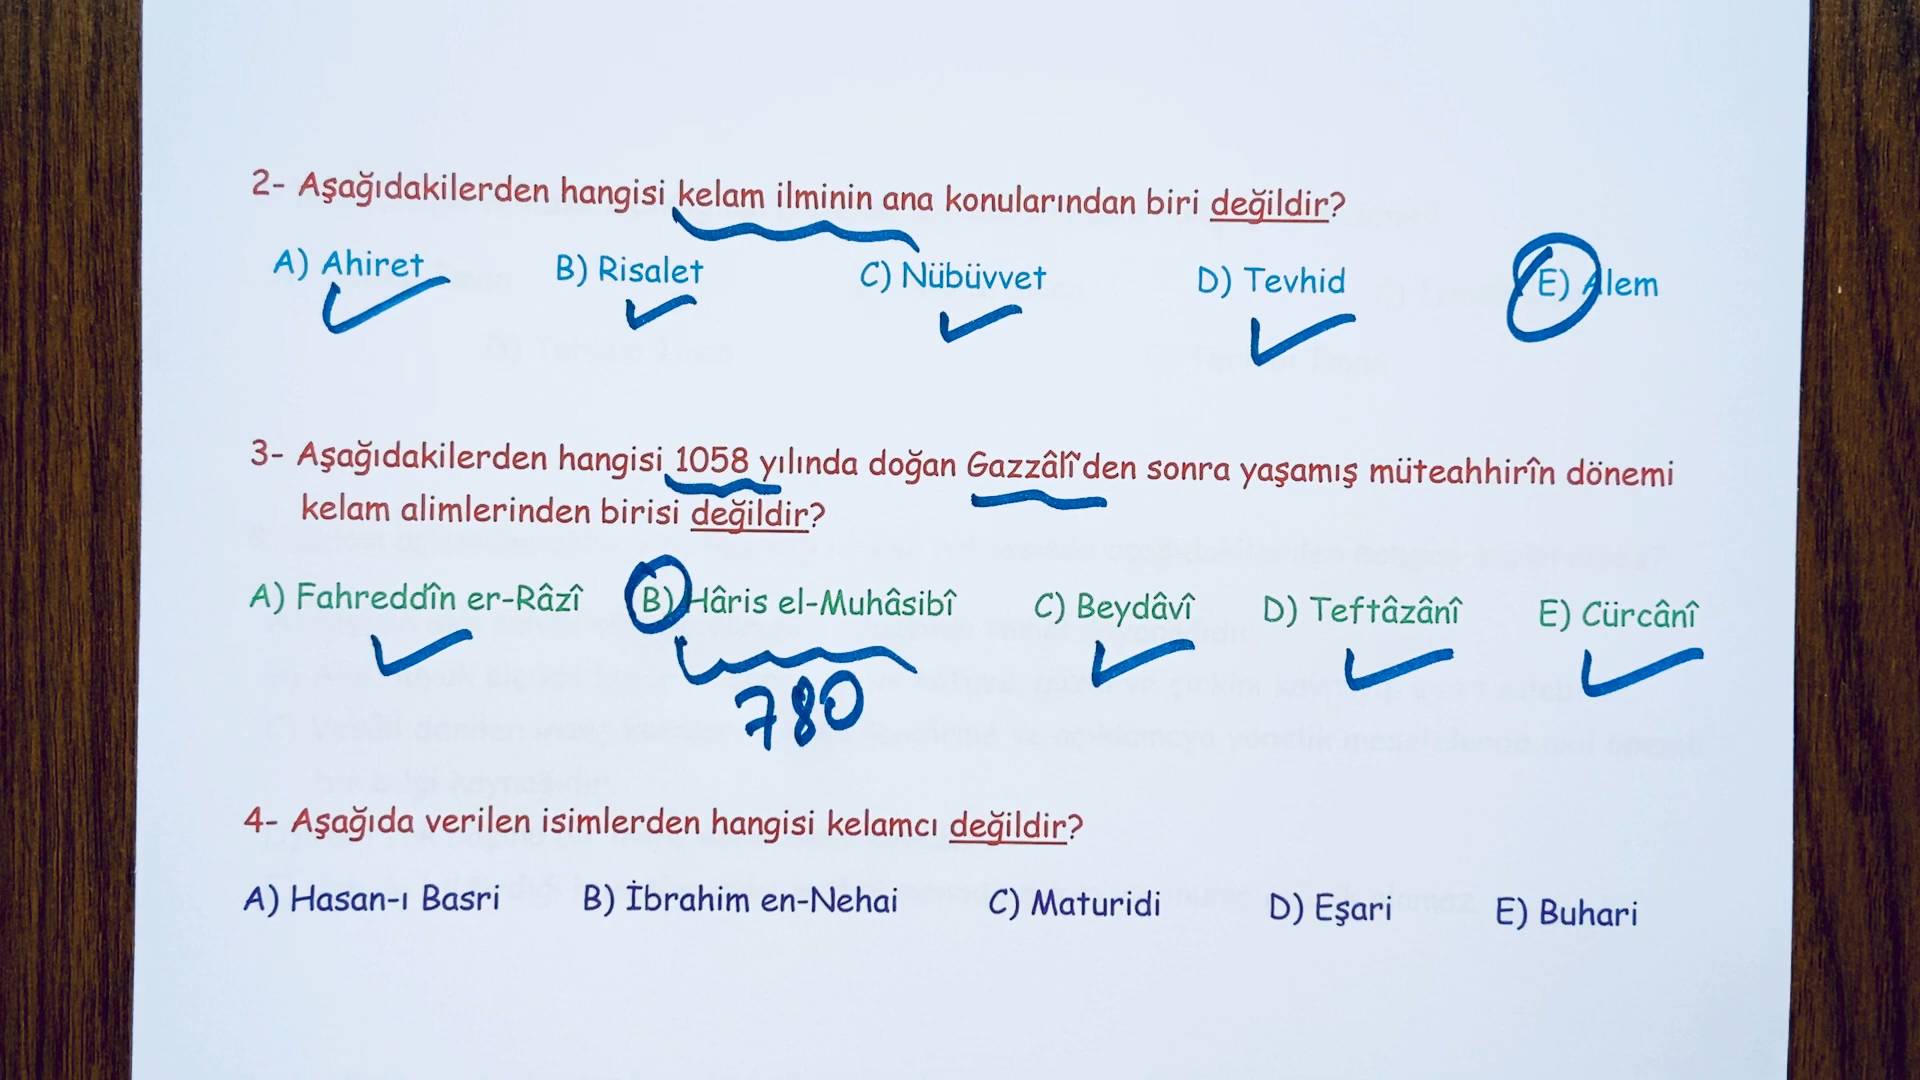 2- Aşağıdakilerden hangisi kelam ilminin ana konularından biri değildir?
A) Ahiret B) Risalet C) Nübüvvet D) Tevhid E) Alem
3- Aşağıdakilerden hangisi 1058 yılında doğan Gazzâlî'den sonra yaşamış müteahhirîn dönemi
kelam alimlerinden birisi değildir?
A) Fahreddîn er-Râzî B) Hâris el-Muhâsibî C) Beydâvî D) Teftâzânî E) Cürcânî
780
4- Aşağıda verilen isimlerden hangisi kelamcı değildir?
A) Hasan-ı Basri B) İbrahim en-Nehai C) Maturidi D) Eşari E) Buhari